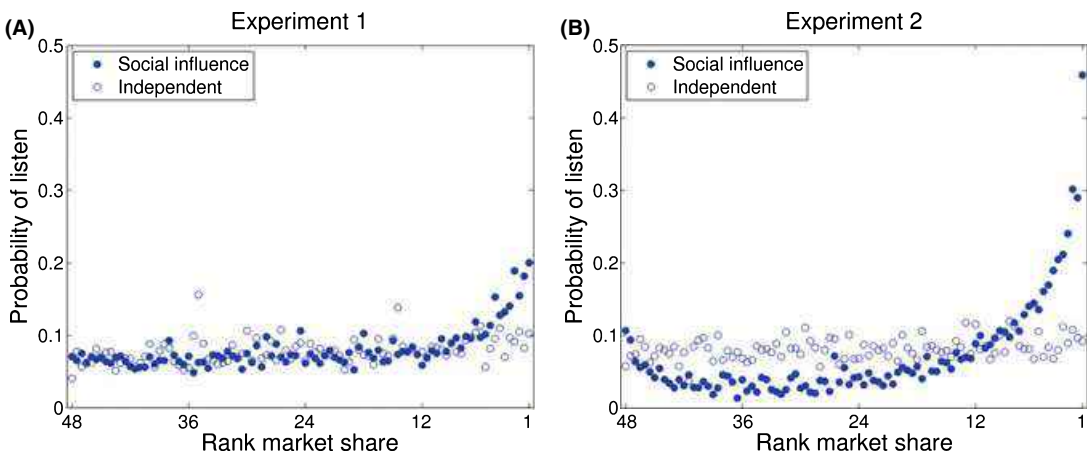 (A)
Experiment 1
0.5
0.4
0.3
0.2
0.1
0
Probability of listen
Social influence
Independent
48
36
24
12
1
Rank market share
(B)
Experiment 2
0.5
0.4
0.3
0.2
0.1
0
Probability of listen
Social influence
Independent
48
36
24
12
1
Rank market share